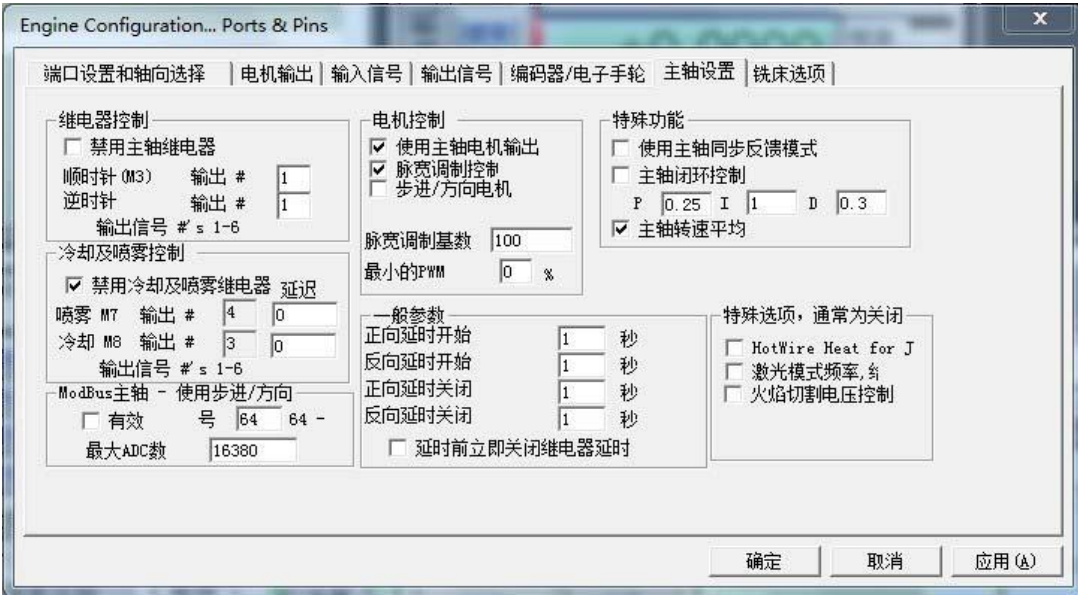 Engine Configuration... Ports & Pins
x
端口设置和轴向选择 电机输出 输入信号 输出信号 编码器/电子手轮 主轴设置 铣床选项
继电器控制
禁用主轴继电器
顺时针(M3) 输出 # 1
逆时针 输出 # 1
输出信号 #'s 1-6
冷却及喷雾控制
禁用冷却及喷雾继电器 延迟
喷雾 M7 输出 # 4 0
冷却 M8 输出 # 3 0
输出信号 #'s 1-6
ModBus主轴 - 使用步进/方向
有效 号 64 64 -
最大ADC数 16380
电机控制
使用主轴电机输出
脉宽调制控制
步进/方向电机
脉宽调制基数 100
最小的PWM 0 %
一般参数
正向延时开始 1 秒
反向延时开始 1 秒
正向延时关闭 1 秒
反向延时关闭 1 秒
延时前立即关闭继电器延时
特殊功能
使用主轴同步反馈模式
主轴闭环控制
P 0.25 I 1 D 0.3
主轴转速平均
特殊选项，通常为关闭
HotWire Heat for J
激光模式频率,
火焰切割电压控制
确定 取消 应用(A)